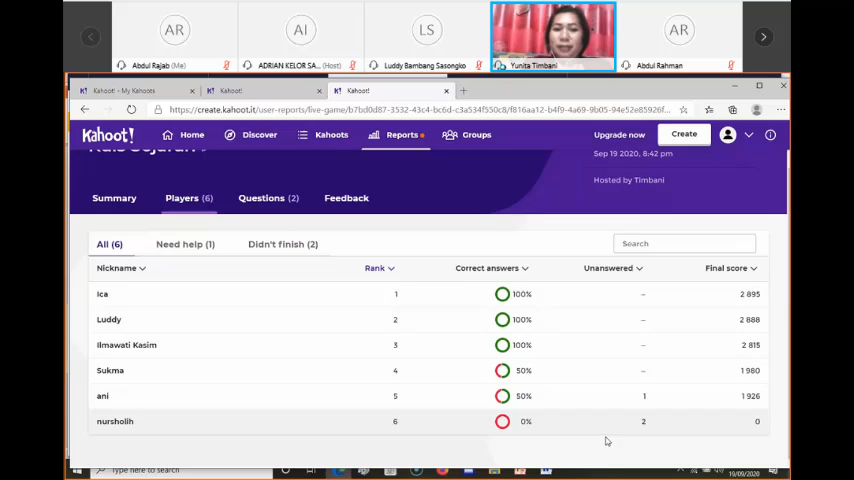 AR AI LS AR
Abdul Rajab (Me) ADRIAN KELOR SA... (Host) Luddy Bambang Sasongko Yunita Timbani Abdul Rahman
Kahoot! - My Kahoots Kahoot! Kahoot!
https://create.kahoot.it/user-reports/live-game/b7bd0d87-3532-43c4-bc6d-c3a534f550c8/f816aa12-bf9f-4a69-9b05-94e52e85926f...
Kahoot! Home Discover Kahoots Reports Groups Upgrade now Create
Sep 19 2020, 8:42 pm
Hosted by Timbani
Summary Players (6) Questions (2) Feedback
All (6) Need help (1) Didn't finish (2) Search
Nickname Rank Correct answers Unanswered Final score
Ica 1 100% – 2 895
Luddy 2 100% – 2 888
Ilmawati Kasim 3 100% – 2 815
Sukma 4 50% – 1 980
ani 5 50% 1 1 926
nursholih 6 0% 2 0
Type here to search 19/09/2020